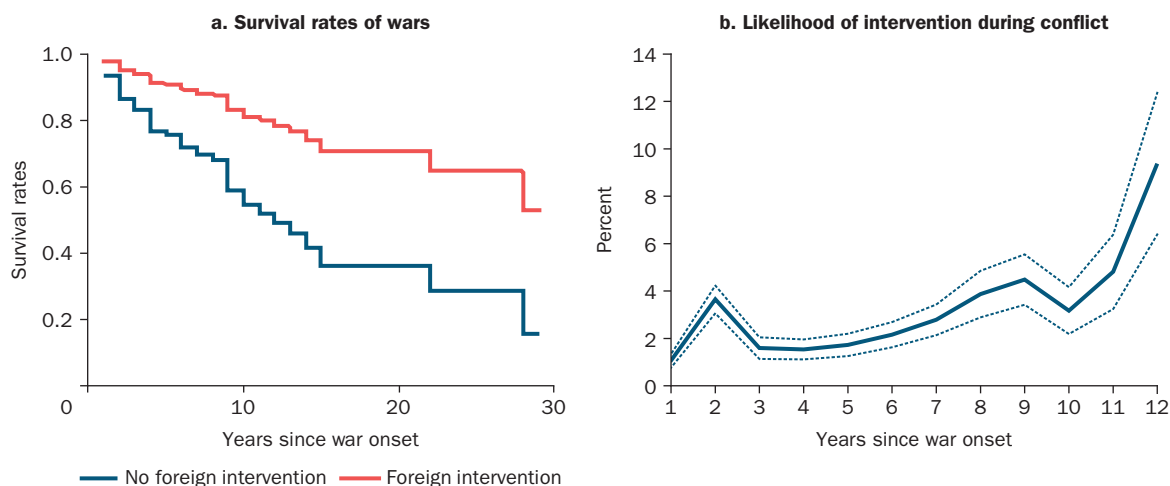 a. Survival rates of wars
1.0
0.8
0.6
0.4
0.2
0
10
20
30
Survival rates
Years since war onset
No foreign intervention
Foreign intervention
b. Likelihood of intervention during conflict
14
12
10
8
6
4
2
0
1 2 3 4 5 6 7 8 9 10 11 12
Percent
Years since war onset